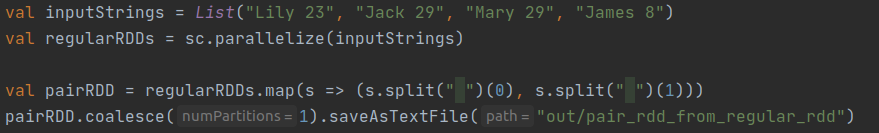 val inputStrings = List("Lily 23", "Jack 29", "Mary 29", "James 8")
val regularRDDs = sc.parallelize(inputStrings)
val pairRDD = regularRDDs.map(s => (s.split(" ")(0), s.split(" ")(1)))
pairRDD.coalesce( numPartitions = 1).saveAsTextFile( path = "out/pair_rdd_from_regular_rdd")